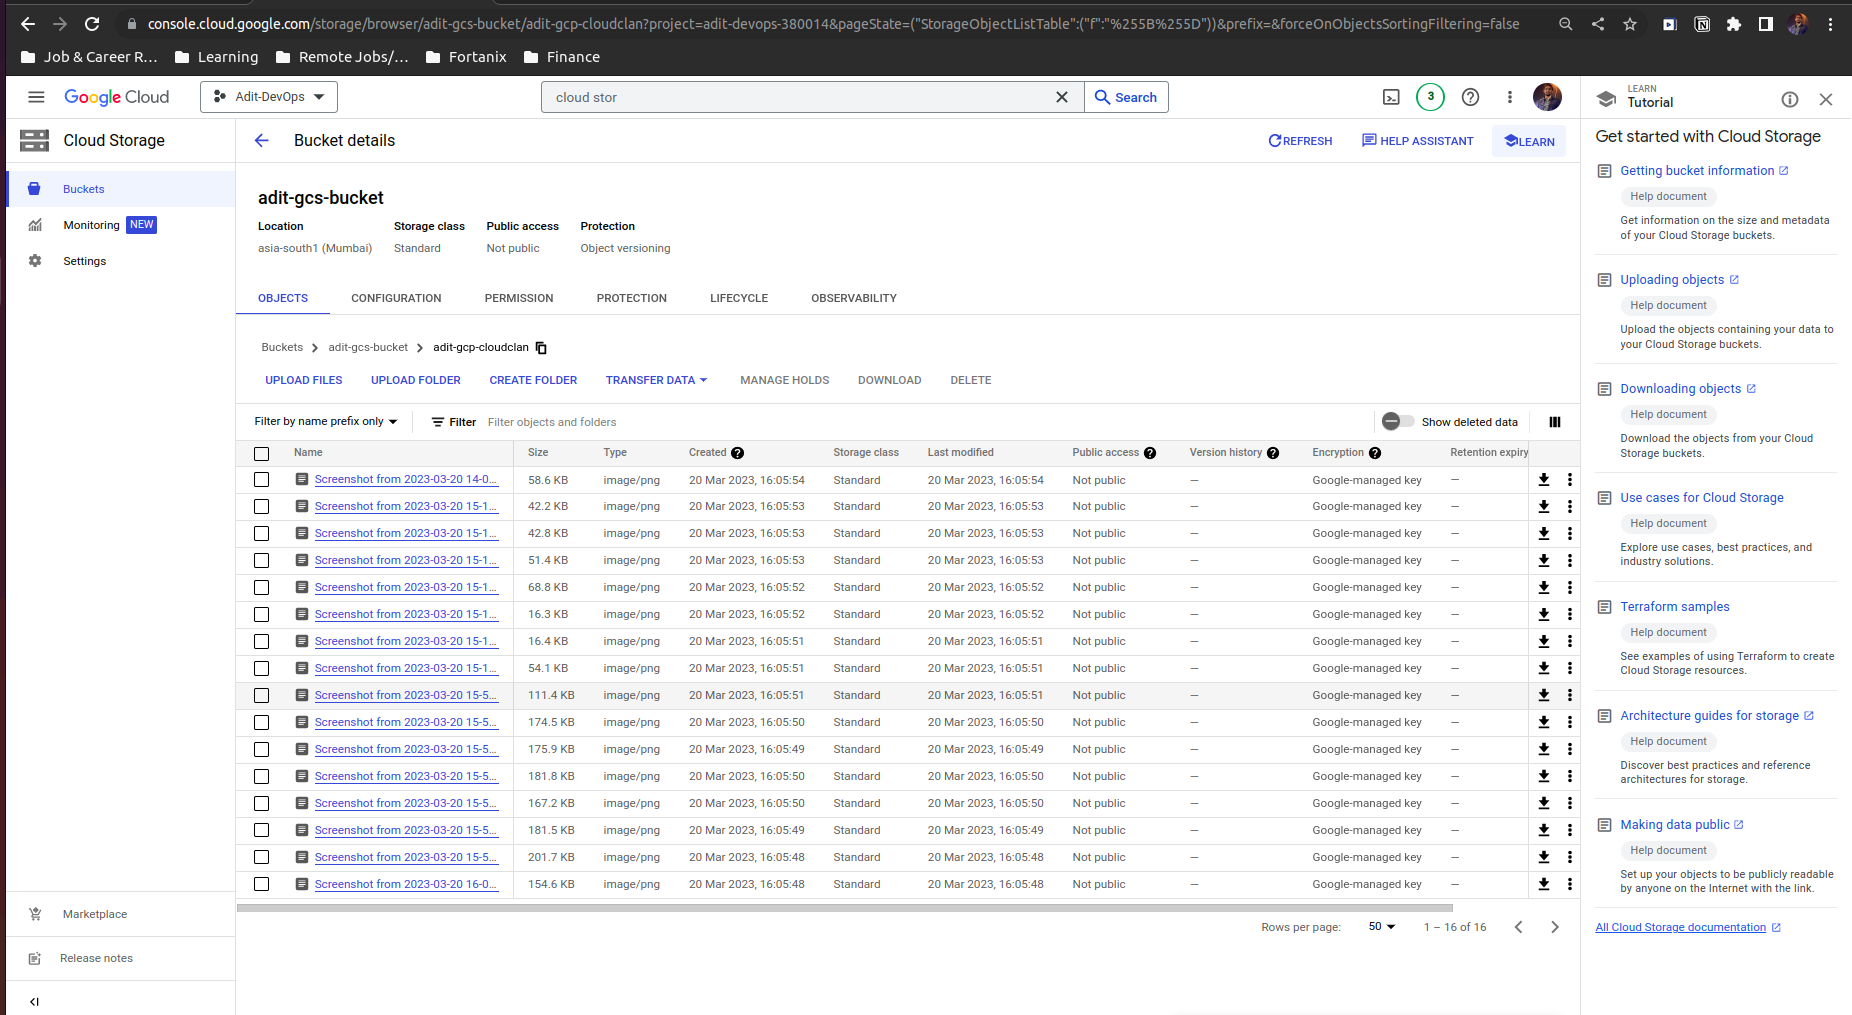 console.cloud.google.com/storage/browser/adit-gcs-bucket/adit-gcp-cloudclan?project=adit-devops-380014&pageState=("StorageObjectListTable":("f":"%255B%255D"))&prefix=&forceOnObjectsSortingFiltering=false
Job & Career R... Learning Remote Jobs/... Fortanix Finance
Google Cloud Adit-DevOps cloud stor Search 3
LEARN
Tutorial
Cloud Storage
Buckets
Monitoring NEW
Settings
Marketplace
Release notes
Bucket details REFRESH HELP ASSISTANT LEARN
adit-gcs-bucket
Location Storage class Public access Protection
asia-south1 (Mumbai) Standard Not public Object versioning
OBJECTS CONFIGURATION PERMISSION PROTECTION LIFECYCLE OBSERVABILITY
Buckets adit-gcs-bucket adit-gcp-cloudclan
UPLOAD FILES UPLOAD FOLDER CREATE FOLDER TRANSFER DATA MANAGE HOLDS DOWNLOAD DELETE
Filter by name prefix only Filter Filter objects and folders Show deleted data
Name Size Type Created Storage class Last modified Public access Version history Encryption Retention expiry
Screenshot from 2023-03-20 14-0... 58.6 KB image/png 20 Mar 2023, 16:05:54 Standard 20 Mar 2023, 16:05:54 Not public — Google-managed key —
Screenshot from 2023-03-20 15-1... 42.2 KB image/png 20 Mar 2023, 16:05:53 Standard 20 Mar 2023, 16:05:53 Not public — Google-managed key —
Screenshot from 2023-03-20 15-1... 42.8 KB image/png 20 Mar 2023, 16:05:53 Standard 20 Mar 2023, 16:05:53 Not public — Google-managed key —
Screenshot from 2023-03-20 15-1... 51.4 KB image/png 20 Mar 2023, 16:05:53 Standard 20 Mar 2023, 16:05:53 Not public — Google-managed key —
Screenshot from 2023-03-20 15-1... 68.8 KB image/png 20 Mar 2023, 16:05:52 Standard 20 Mar 2023, 16:05:52 Not public — Google-managed key —
Screenshot from 2023-03-20 15-1... 16.3 KB image/png 20 Mar 2023, 16:05:52 Standard 20 Mar 2023, 16:05:52 Not public — Google-managed key —
Screenshot from 2023-03-20 15-1... 16.4 KB image/png 20 Mar 2023, 16:05:51 Standard 20 Mar 2023, 16:05:51 Not public — Google-managed key —
Screenshot from 2023-03-20 15-1... 54.1 KB image/png 20 Mar 2023, 16:05:51 Standard 20 Mar 2023, 16:05:51 Not public — Google-managed key —
Screenshot from 2023-03-20 15-5... 111.4 KB image/png 20 Mar 2023, 16:05:51 Standard 20 Mar 2023, 16:05:51 Not public — Google-managed key —
Screenshot from 2023-03-20 15-5... 174.5 KB image/png 20 Mar 2023, 16:05:50 Standard 20 Mar 2023, 16:05:50 Not public — Google-managed key —
Screenshot from 2023-03-20 15-5... 175.9 KB image/png 20 Mar 2023, 16:05:49 Standard 20 Mar 2023, 16:05:49 Not public — Google-managed key —
Screenshot from 2023-03-20 15-5... 181.8 KB image/png 20 Mar 2023, 16:05:50 Standard 20 Mar 2023, 16:05:50 Not public — Google-managed key —
Screenshot from 2023-03-20 15-5... 167.2 KB image/png 20 Mar 2023, 16:05:50 Standard 20 Mar 2023, 16:05:50 Not public — Google-managed key —
Screenshot from 2023-03-20 15-5... 181.5 KB image/png 20 Mar 2023, 16:05:49 Standard 20 Mar 2023, 16:05:49 Not public — Google-managed key —
Screenshot from 2023-03-20 15-5... 201.7 KB image/png 20 Mar 2023, 16:05:48 Standard 20 Mar 2023, 16:05:48 Not public — Google-managed key —
Screenshot from 2023-03-20 16-0... 154.6 KB image/png 20 Mar 2023, 16:05:48 Standard 20 Mar 2023, 16:05:48 Not public — Google-managed key —
Rows per page: 50 1 – 16 of 16
Get started with Cloud Storage
Getting bucket information
Help document
Get information on the size and metadata
of your Cloud Storage buckets.
Uploading objects
Help document
Upload the objects containing your data to
your Cloud Storage buckets.
Downloading objects
Help document
Download the objects from your Cloud
Storage buckets.
Use cases for Cloud Storage
Help document
Explore use cases, best practices, and
industry solutions.
Terraform samples
Help document
See examples of using Terraform to create
Cloud Storage resources.
Architecture guides for storage
Help document
Discover best practices and reference
architectures for storage.
Making data public
Help document
Set up your objects to be publicly readable
by anyone on the Internet with the link.
All Cloud Storage documentation